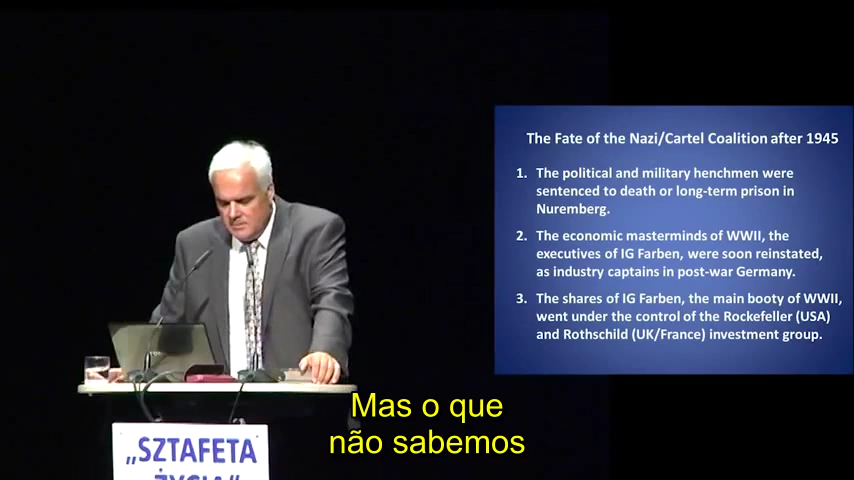 The Fate of the Nazi/Cartel Coalition after 1945
1. The political and military henchmen were
sentenced to death or long-term prison in
Nuremberg.
2. The economic masterminds of WWII, the
executives of IG Farben, were soon reinstated,
as industry captains in post-war Germany.
3. The shares of IG Farben, the main booty of WWII,
went under the control of the Rockefeller (USA)
and Rothschild (UK/France) investment group.
Mas o que
não sabemos
„SZTAFETA
ŻYCIA”